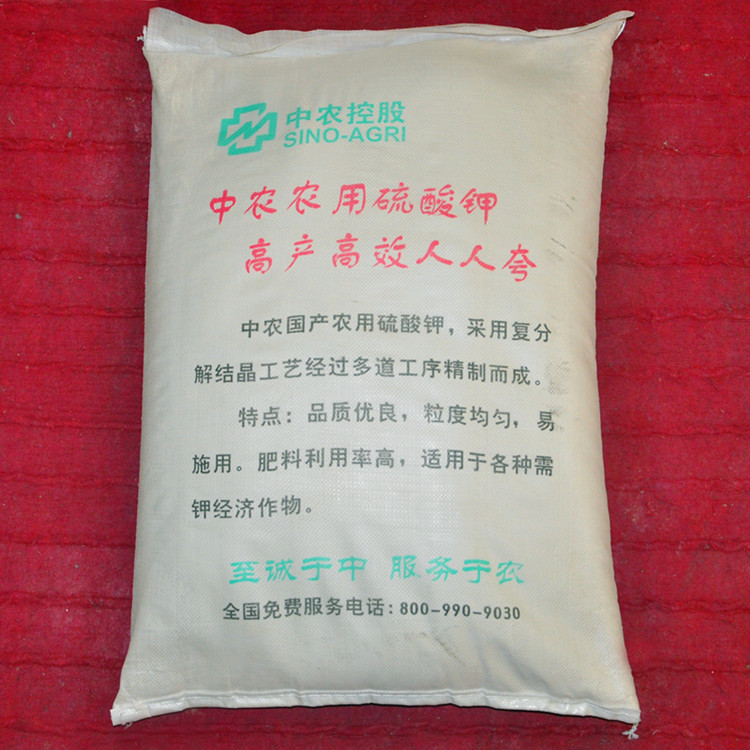 中农控股
SINO-AGRI
中农农用硫酸钾
高产高效人人夸
中农国产农用硫酸钾，采用复分
解结晶工艺经过多道工序精制而成。
特点：品质优良，粒度均匀，易
施用。肥料利用率高，适用于各种需
钾经济作物。
至诚于中 服务于农
全国免费服务电话：800-990-9030